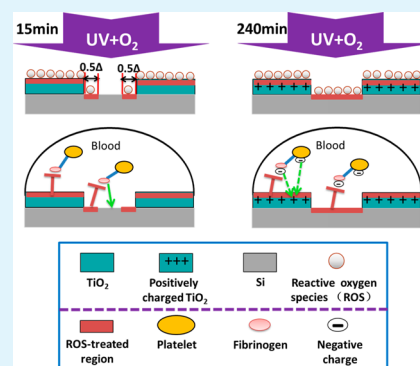 15min
UV+O₂
240min
UV+O₂
0.5Δ
0.5Δ
+++++
+++++
Blood
Blood
+++++
+++++
+++
TiO₂
Positively
charged TiO₂
Si
Reactive oxygen
species (ROS)
ROS-treated
region
Platelet
Fibrinogen
Negative
charge